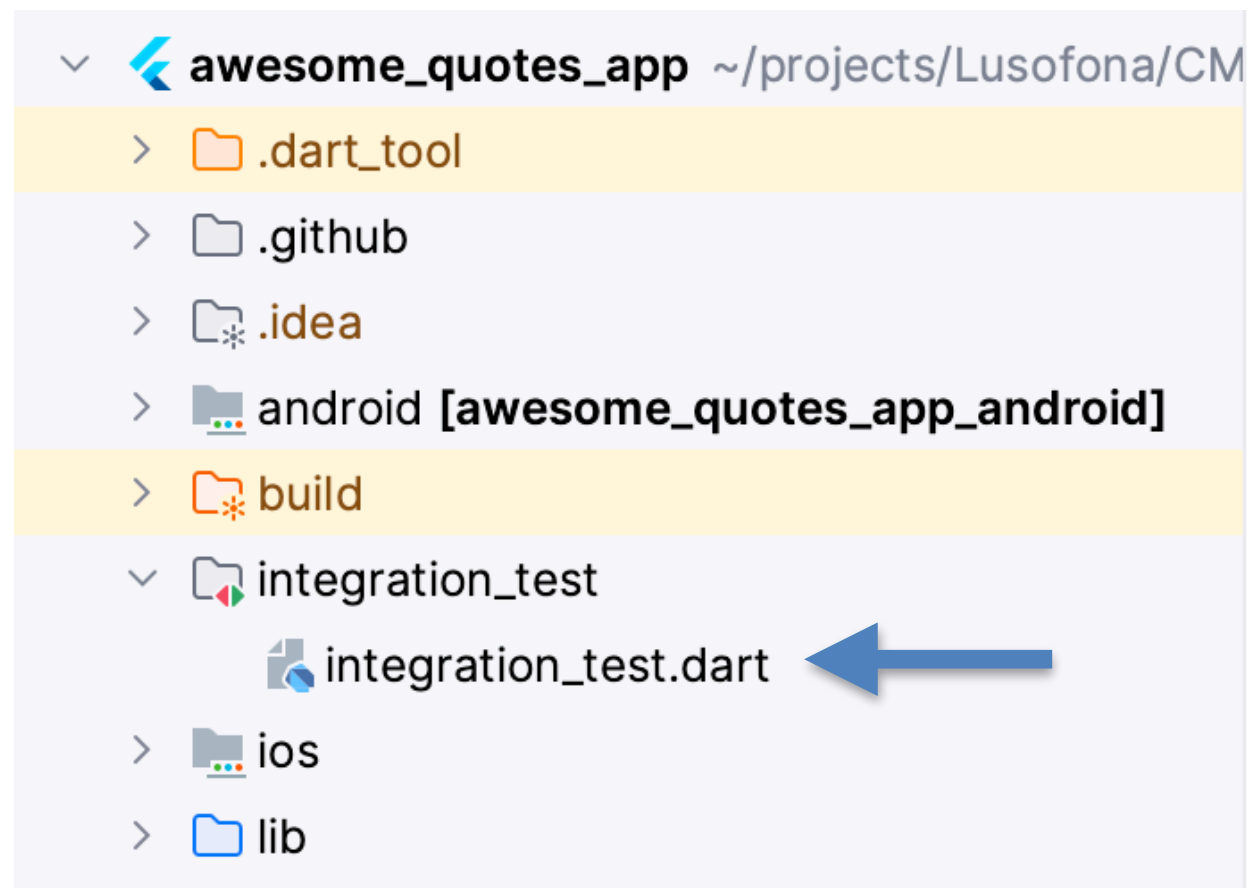 awesome_quotes_app ~/projects/Lusofona/CM
.dart_tool
.github
.idea
android [awesome_quotes_app_android]
build
integration_test
integration_test.dart
ios
lib